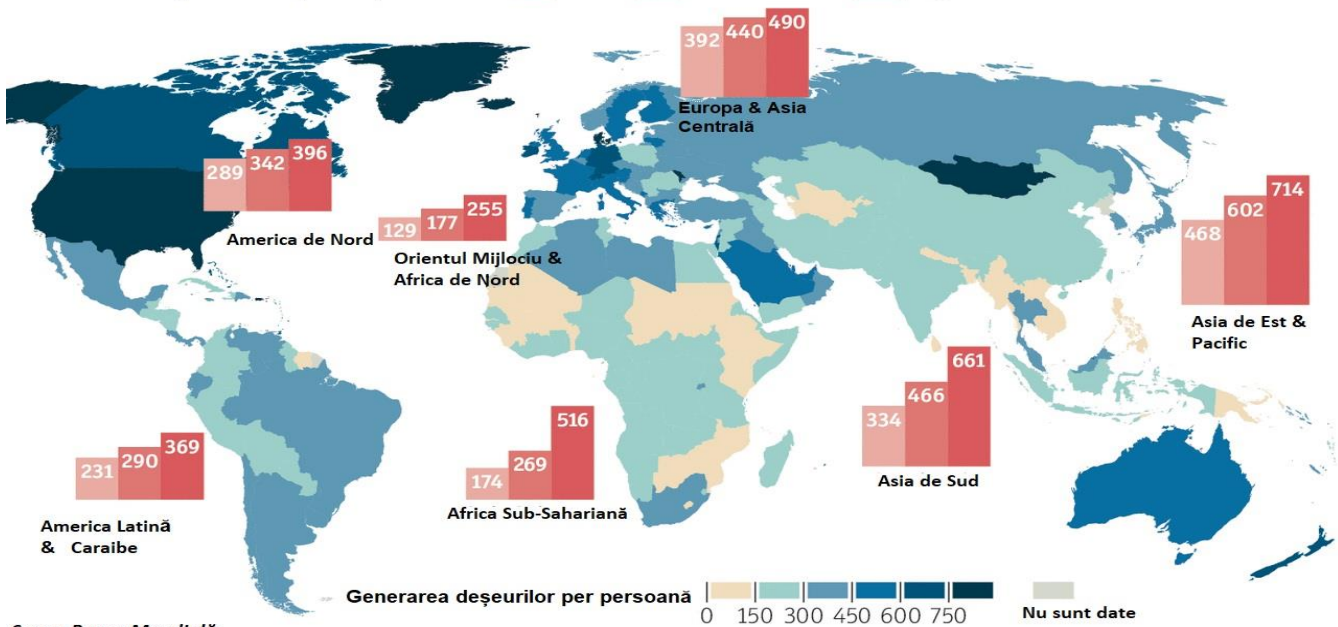 392 440 490
Europa & Asia
Centrală
289 342 396
America de Nord
129 177 255
Orientul Mijlociu &
Africa de Nord
468 602 714
Asia de Est &
Pacific
334 466 661
Asia de Sud
174 269 516
Africa Sub-Sahariană
231 290 369
America Latină
& Caraibe
Generarea deșeurilor per persoană
0 150 300 450 600 750
Nu sunt date